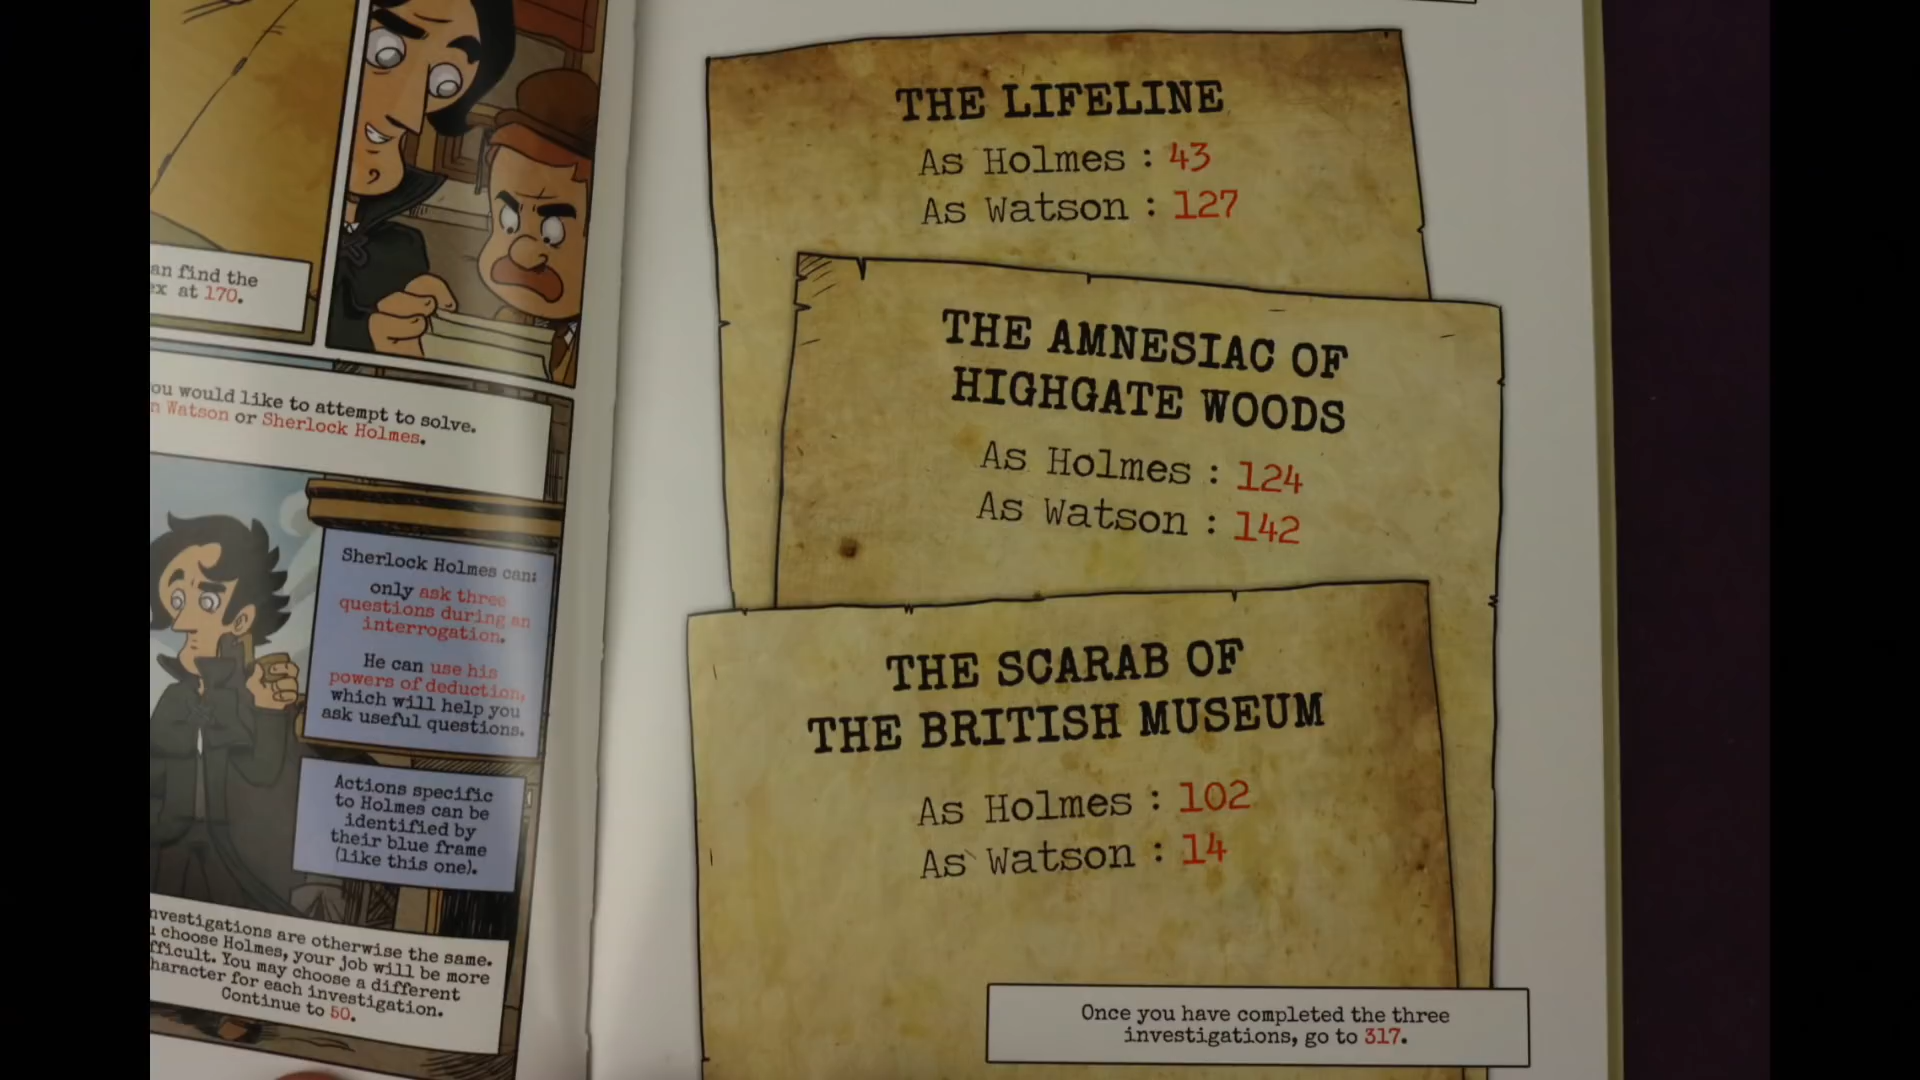 an find the
at 170.
ou would like to attempt to solve.
Watson or Sherlock Holmes.
Sherlock Holmes can:
only ask three
questions during an
interrogation.
He can use his
powers of deduction,
which will help you
ask useful questions.
Actions specific
to Holmes can be
identified by
their blue frame
(like this one).
nvestigations are otherwise the same.
choose Holmes, your job will be more
fficult. You may choose a different
haracter for each investigation.
Continue to 50.
THE LIFELINE
As Holmes : 43
As Watson : 127
THE AMNESIAC OF
HIGHGATE WOODS
As Holmes : 124
As Watson : 142
THE SCARAB OF
THE BRITISH MUSEUM
As Holmes : 102
As Watson : 14
Once you have completed the three
investigations, go to 317.